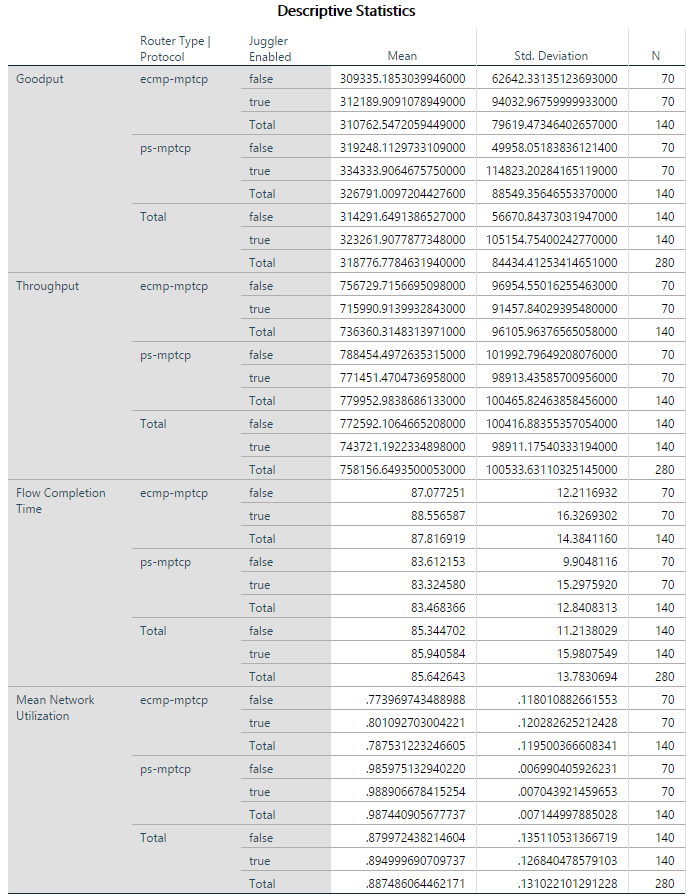 Descriptive Statistics
Router Type | Protocol Juggler Enabled Mean Std. Deviation N
Goodput ecmp-mptcp false 309335.1853039946000 62642.33135123693000 70
true 312189.9091078949000 94032.96759999933000 70
Total 310762.5472059449000 79619.47346402657000 140
ps-mptcp false 319248.1129733109000 49958.05183836121400 70
true 334333.9064675750000 114823.20284165119000 70
Total 326791.0097204427600 88549.35646553370000 140
Total false 314291.6491386527000 56670.84373031947000 140
true 323261.9077877348000 105154.75400242770000 140
Total 318776.7784631940000 84434.41253414651000 280
Throughput ecmp-mptcp false 756729.7156695098000 96954.55016255463000 70
true 715990.9139932843000 91457.84029395480000 70
Total 736360.3148313971000 96105.96376565058000 140
ps-mptcp false 788454.4972635315000 101992.79649208076000 70
true 771451.4704736958000 98913.43585700956000 70
Total 779952.9838686133000 100465.82463858456000 140
Total false 772592.1064665208000 100416.88355357054000 140
true 743721.1922334898000 98911.17540333194000 140
Total 758156.6493500053000 100533.63110325145000 280
Flow Completion Time ecmp-mptcp false 87.077251 12.2116932 70
true 88.556587 16.3269302 70
Total 87.816919 14.3841160 140
ps-mptcp false 83.612153 9.9048116 70
true 83.324580 15.2975920 70
Total 83.468366 12.8408313 140
Total false 85.344702 11.2138029 140
true 85.940584 15.9807549 140
Total 85.642643 13.7830694 280
Mean Network Utilization ecmp-mptcp false .773969743488988 .118010882661553 70
true .801092703004221 .120282625212428 70
Total .787531223246605 .119500366608341 140
ps-mptcp false .985975132940220 .006990405926231 70
true .988906678415254 .007043921459653 70
Total .987440905677737 .007144997885028 140
Total false .879972438214604 .135110531366719 140
true .894999690709737 .126840478579103 140
Total .887486064462171 .131022101291228 280